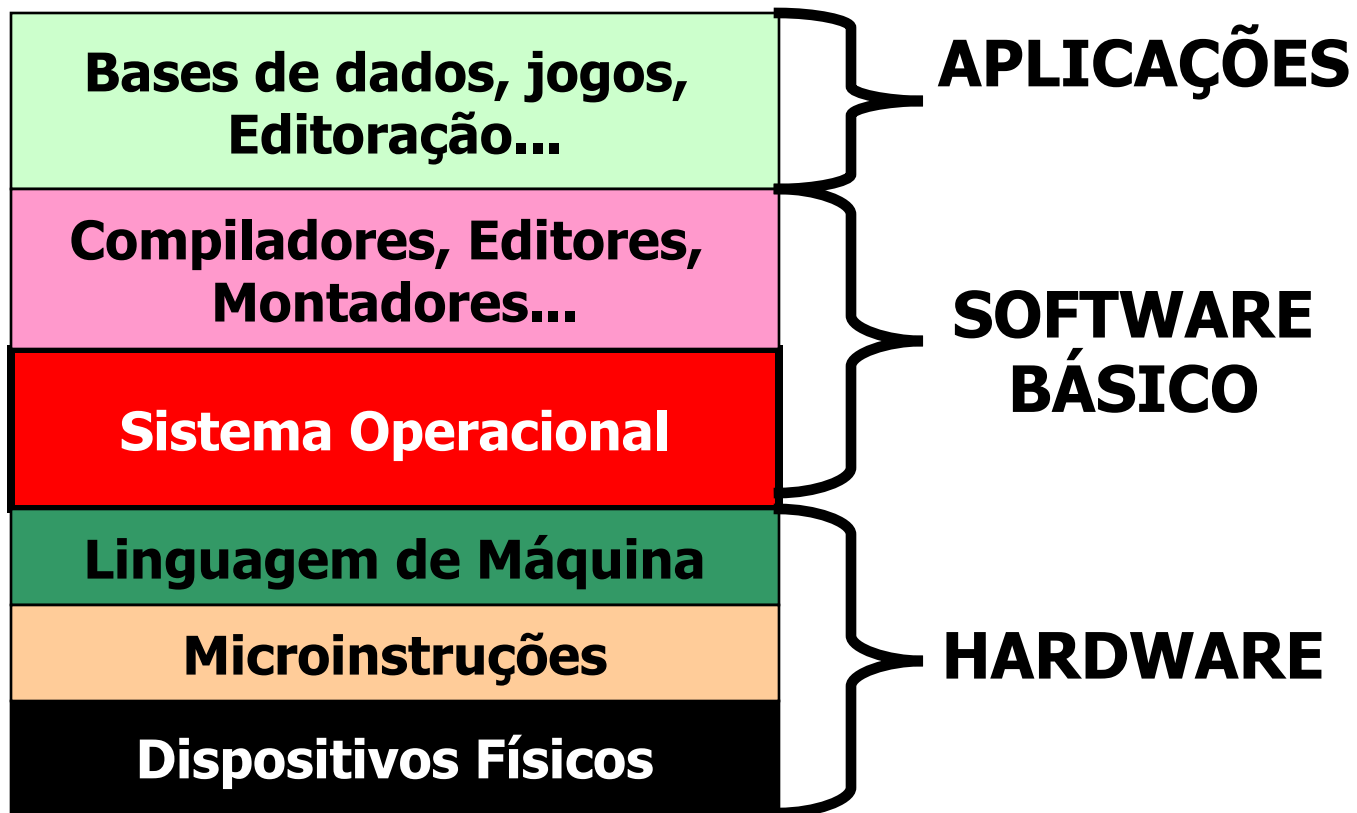 Bases de dados, jogos,
Editoração...
APLICAÇÕES
Compiladores, Editores,
Montadores...
SOFTWARE
BÁSICO
Sistema Operacional
Linguagem de Máquina
Microinstruções
HARDWARE
Dispositivos Físicos